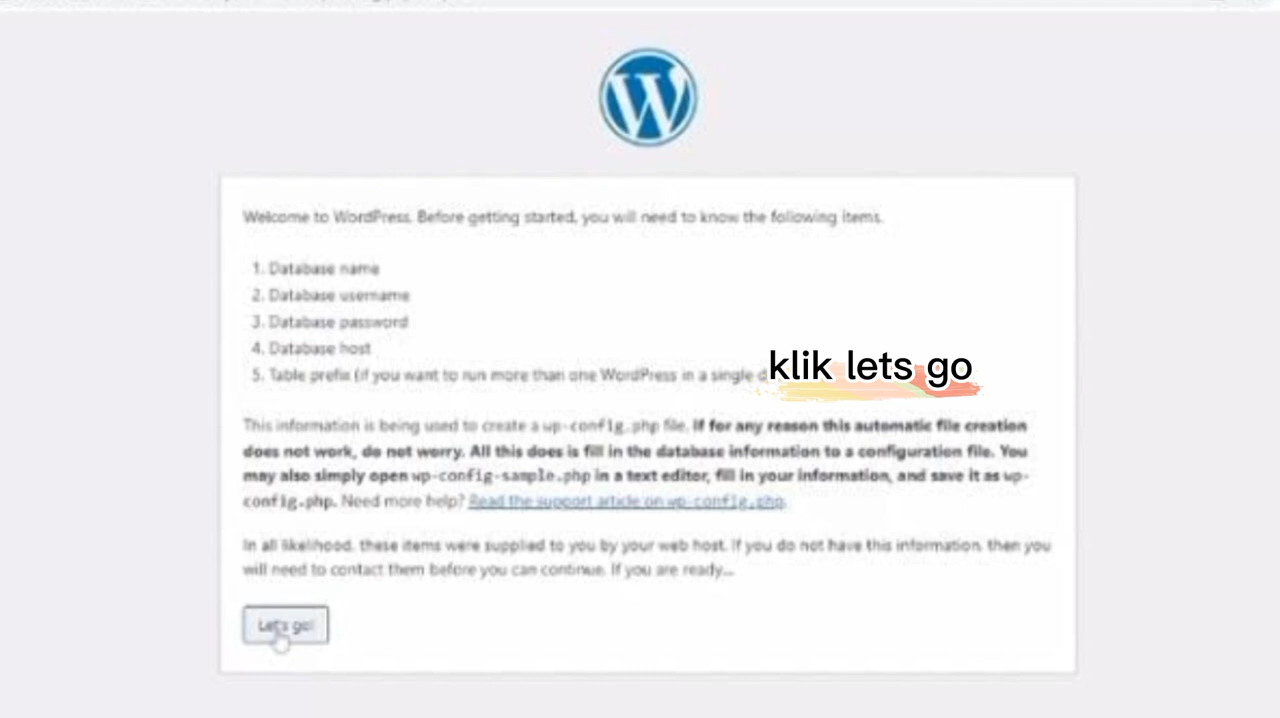 Welcome to WordPress. Before getting started, you will need to know the following items.
1. Database name
2. Database username
3. Database password
4. Database host
5. Table prefix (if you want to run more than one WordPress in a single d
klik lets go
This information is being used to create a wp-config.php file. If for any reason this automatic file creation
does not work, do not worry. All this does is fill in the database information to a configuration file. You
may also simply open wp-config-sample.php in a text editor, fill in your information, and save it as wp-
config.php. Need more help? Read the support article on wp-config.php.
In all likelihood, these items were supplied to you by your web host. If you do not have this information, then you
will need to contact them before you can continue. If you are ready...
Let's go!